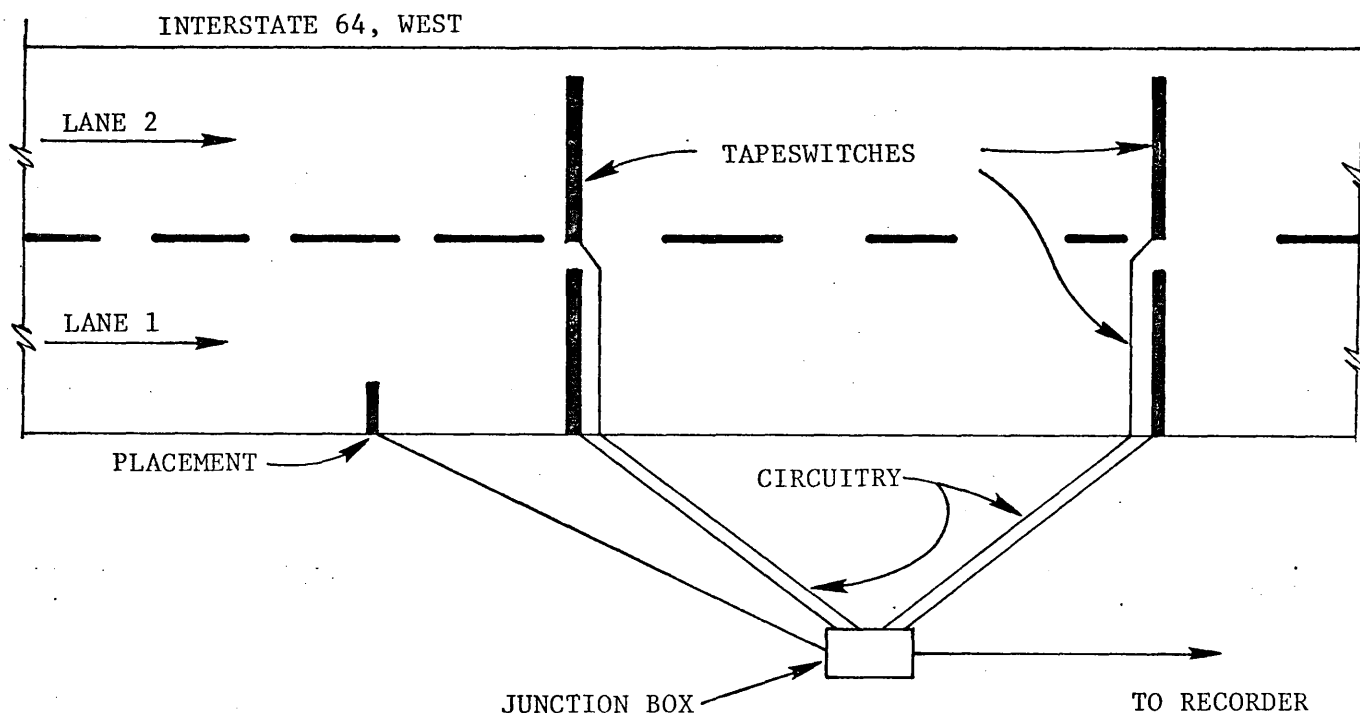 INTERSTATE 64, WEST
LANE 2
TAPESWITCHES
LANE 1
PLACEMENT
CIRCUITRY
JUNCTION BOX
TO RECORDER